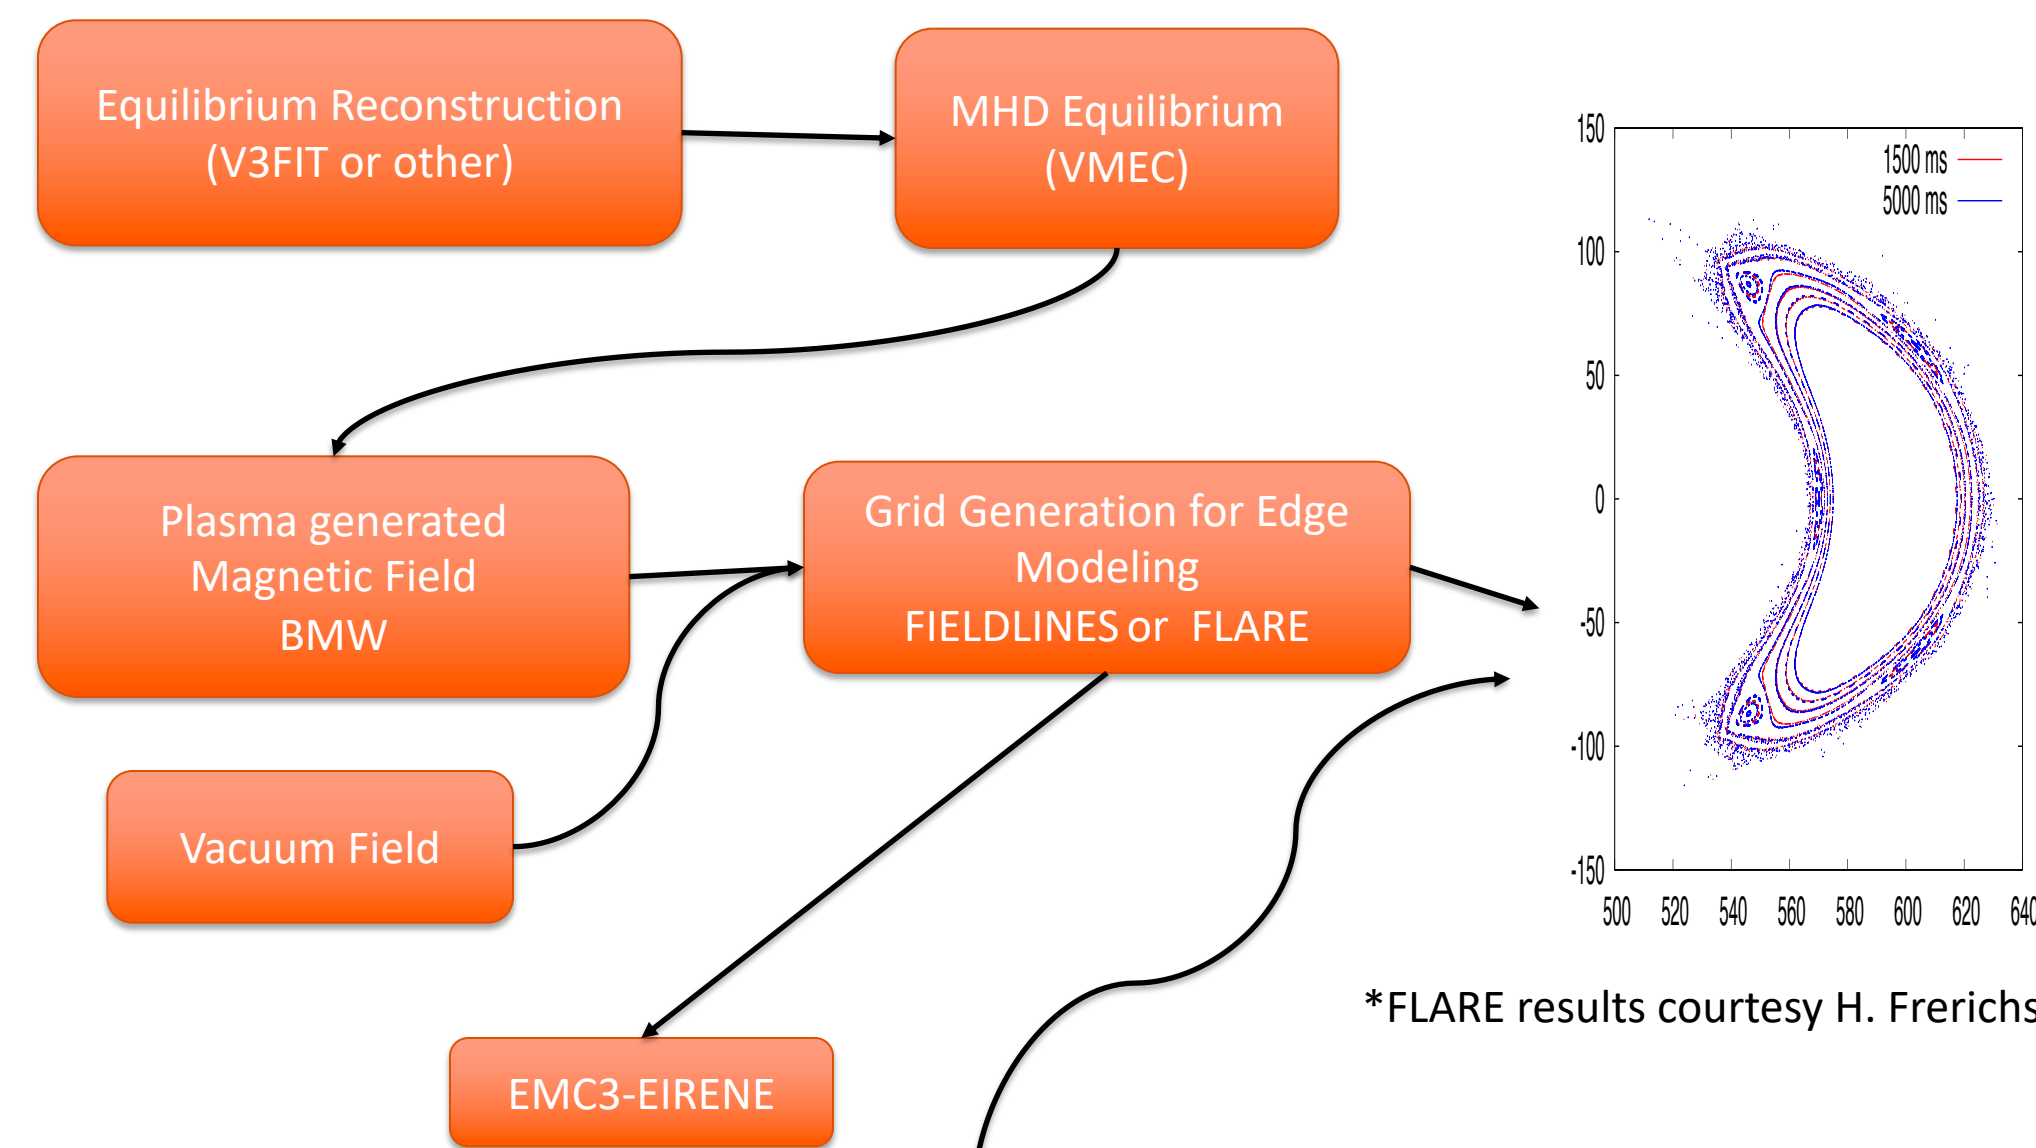 Equilibrium Reconstruction
(V3FIT or other)
MHD Equilibrium
(VMEC)
Plasma generated
Magnetic Field
BMW
Grid Generation for Edge
Modeling
FIELDLINES or FLARE
Vacuum Field
EMC3-EIRENE
1500 ms
5000 ms
150
100
50
0
-50
-100
-150
500 520 540 560 580 600 620 640
*FLARE results courtesy H. Frerichs